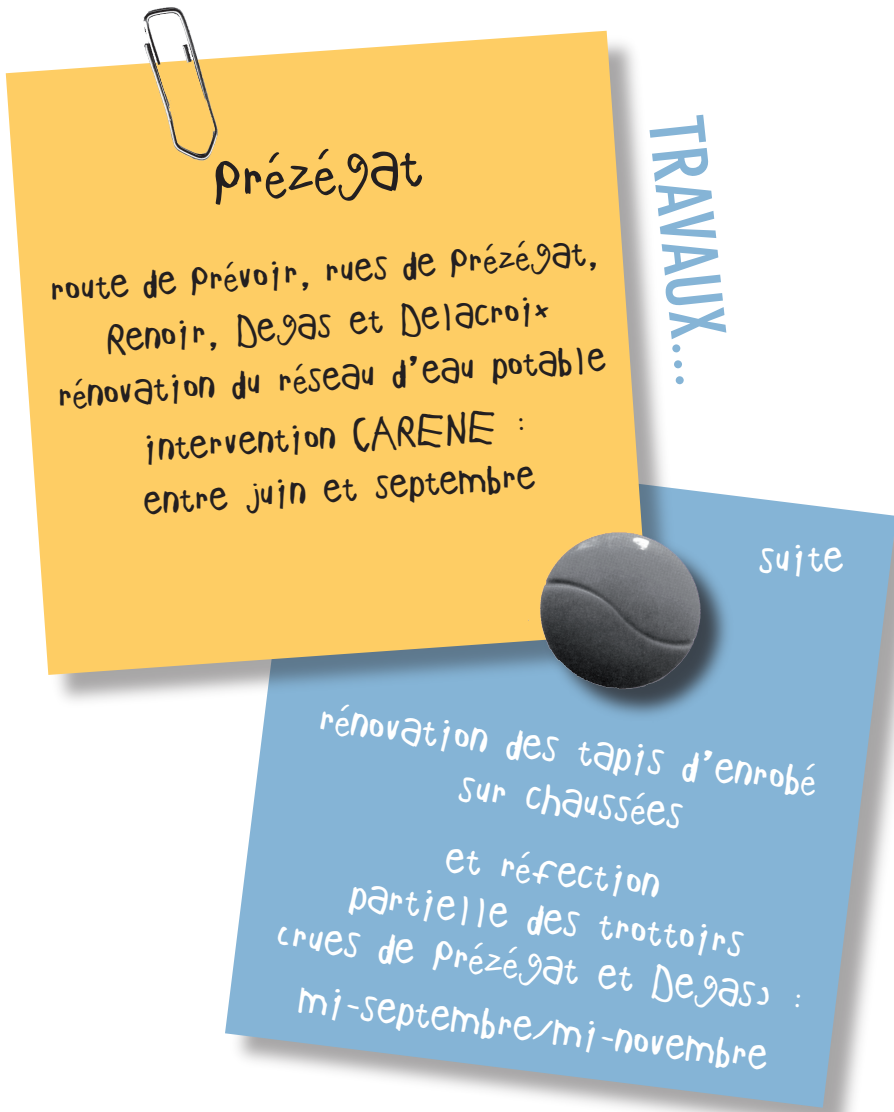 Prézégat
route de Prévoir, rues de Prézégat,
Renoir, Degas et Delacroix
rénovation du réseau d'eau potable
intervention CARENE :
entre juin et septembre
TRAVAUX...
suite
rénovation des tapis d'enrobé
sur chaussées
et réfection
partielle des trottoirs
(rues de Prézégat et Degas) :
mi-septembre/mi-novembre